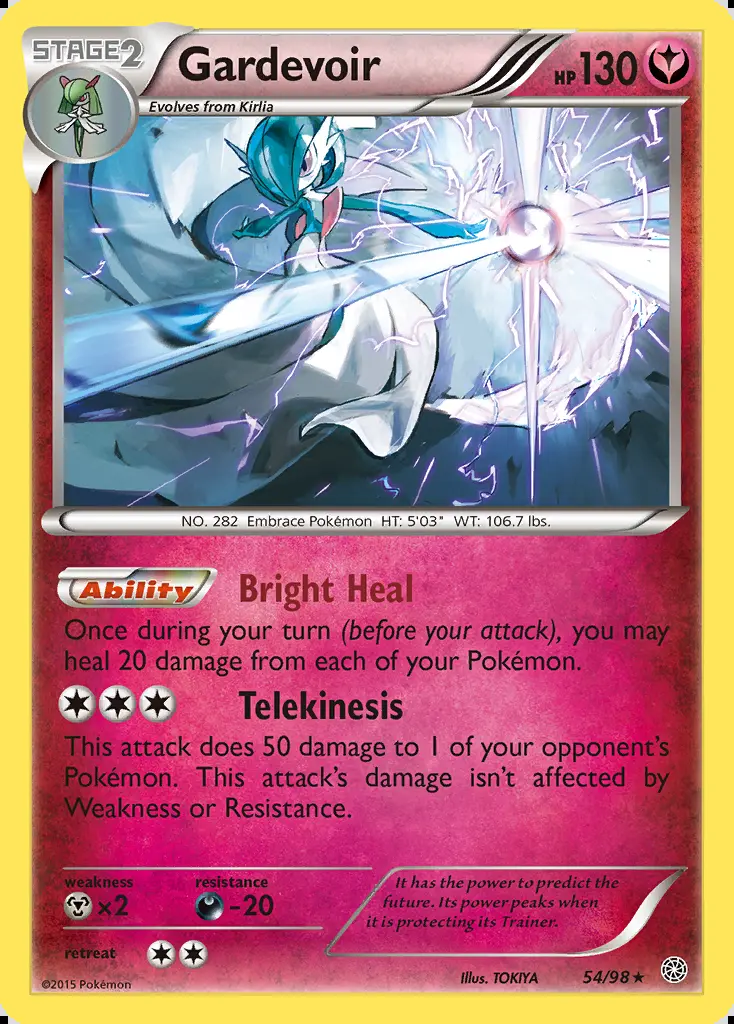 STAGE2
Gardevoir
HP 130
Evolves from Kirlia
NO. 282 Embrace Pokémon HT: 5'03" WT: 106.7 lbs.
Ability Bright Heal
Once during your turn (before your attack), you may
heal 20 damage from each of your Pokémon.
Telekinesis
This attack does 50 damage to 1 of your opponent's
Pokémon. This attack's damage isn't affected by
Weakness or Resistance.
weakness resistance
×2 -20
retreat
It has the power to predict the
future. Its power peaks when
it is protecting its Trainer.
©2015 Pokémon
Illus. TOKIYA 54/98 ★